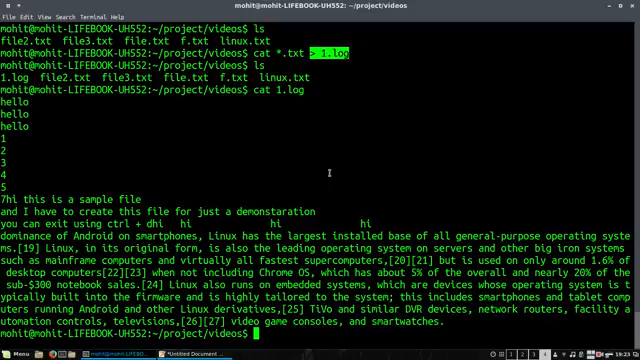 File Edit View Search Terminal Help
mohit@mohit-LIFEBOOK-UH552:~/project/videos$ ls
file2.txt file3.txt file.txt f.txt linux.txt
mohit@mohit-LIFEBOOK-UH552:~/project/videos$ cat *.txt > 1.log
mohit@mohit-LIFEBOOK-UH552:~/project/videos$ ls
1.log file2.txt file3.txt file.txt f.txt linux.txt
mohit@mohit-LIFEBOOK-UH552:~/project/videos$ cat 1.log
hello
hello
hello
1
2
3
4
5
7hi this is a sample file
and I have to create this file for just a demonstaration
you can exit using ctrl + dhi hi hi hi
dominance of Android on smartphones, Linux has the largest installed base of all general-purpose operating syste
ms.[19] Linux, in its original form, is also the leading operating system on servers and other big iron systems 
such as mainframe computers and virtually all fastest supercomputers,[20][21] but is used on only around 1.6% of
 desktop computers[22][23] when not including Chrome OS, which has about 5% of the overall and nearly 20% of the
 sub-$300 notebook sales.[24] Linux also runs on embedded systems, which are devices whose operating system is t
ypically built into the firmware and is highly tailored to the system; this includes smartphones and tablet comp
uters running Android and other Linux derivatives,[25] TiVo and similar DVR devices, network routers, facility a
utomation controls, televisions,[26][27] video game consoles, and smartwatches.
mohit@mohit-LIFEBOOK-UH552:~/project/videos$
Menu mohit@mohit-LIFEBO... *Untitled Document ... 1 2 3 4 19:23